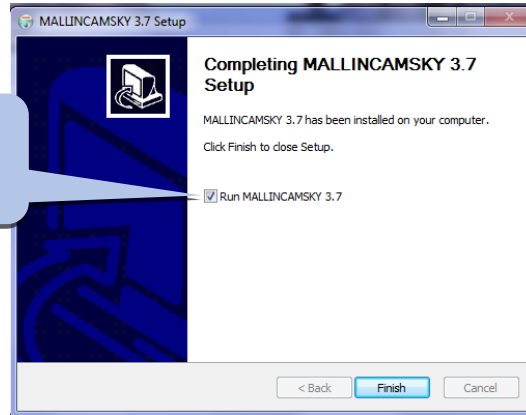 MALLINCAMSKY 3.7 Setup
Completing MALLINCAMSKY 3.7
Setup
MALLINCAMSKY 3.7 has been installed on your computer.
Click Finish to close Setup.
Run MALLINCAMSKY 3.7
< Back Finish Cancel